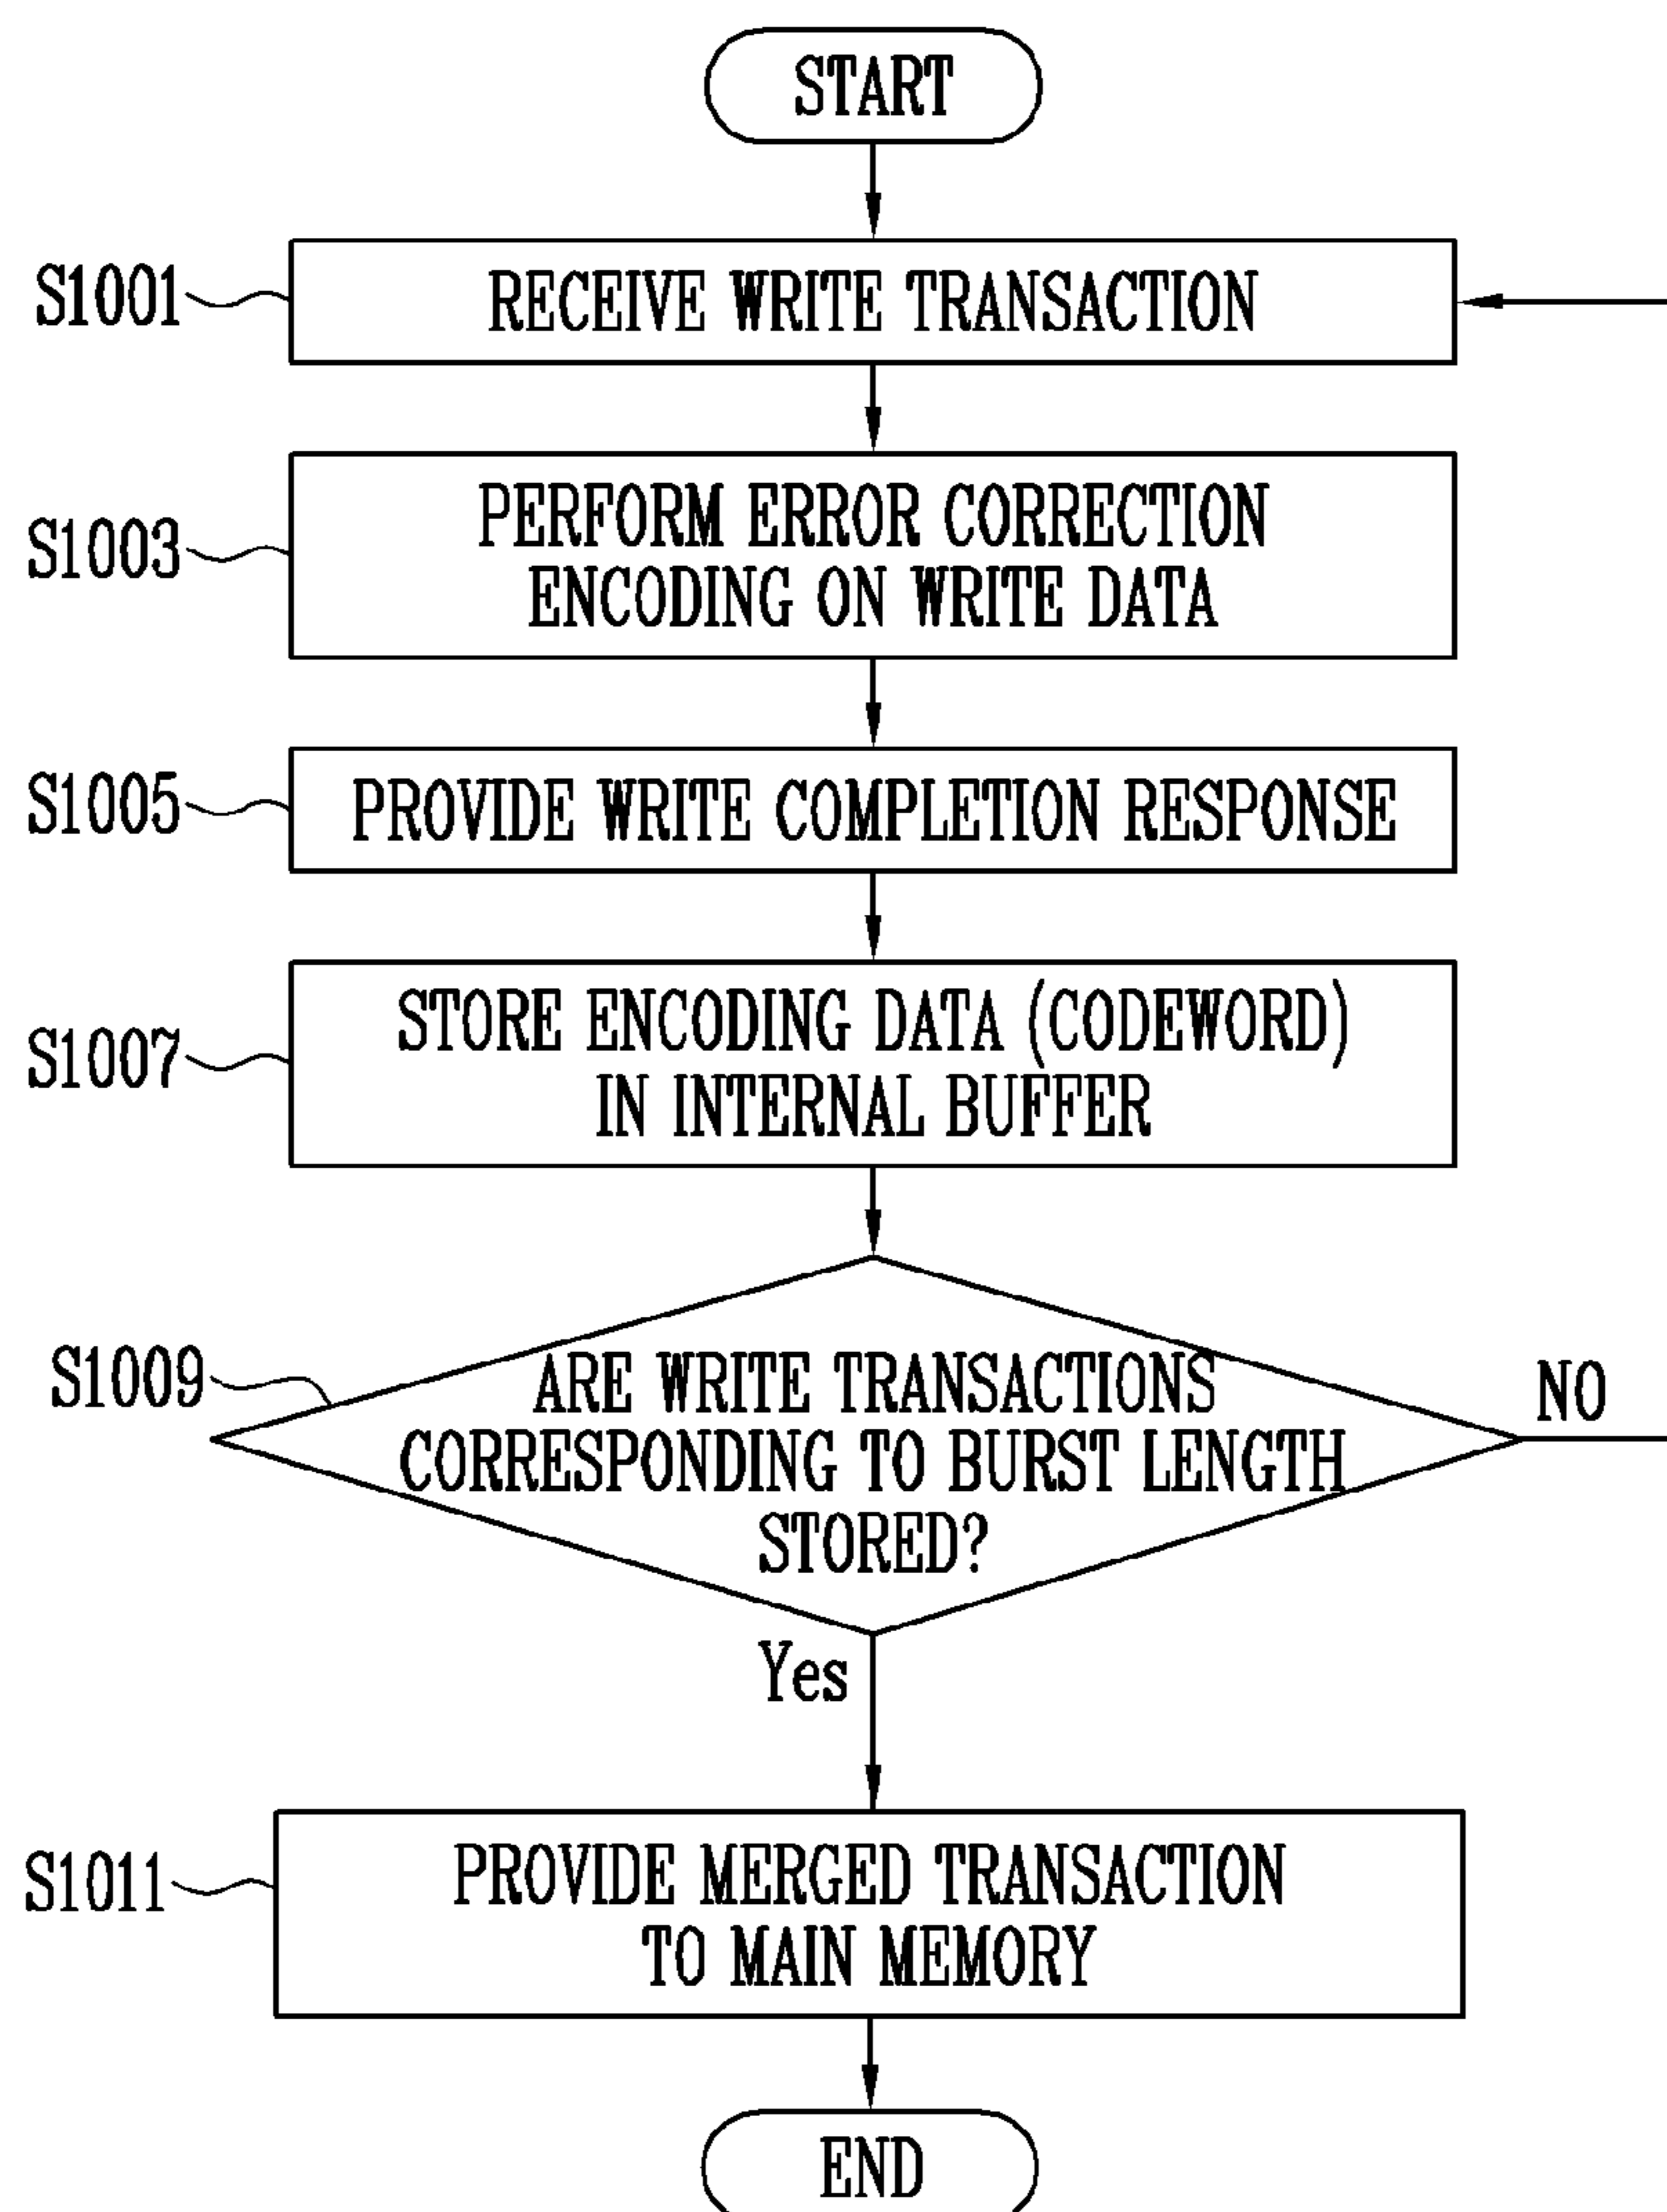 START
S1001
RECEIVE WRITE TRANSACTION
S1003
PERFORM ERROR CORRECTION
ENCODING ON WRITE DATA
S1005
PROVIDE WRITE COMPLETION RESPONSE
S1007
STORE ENCODING DATA (CODEWORD)
IN INTERNAL BUFFER
S1009
ARE WRITE TRANSACTIONS
CORRESPONDING TO BURST LENGTH
STORED?
NO
Yes
S1011
PROVIDE MERGED TRANSACTION
TO MAIN MEMORY
END